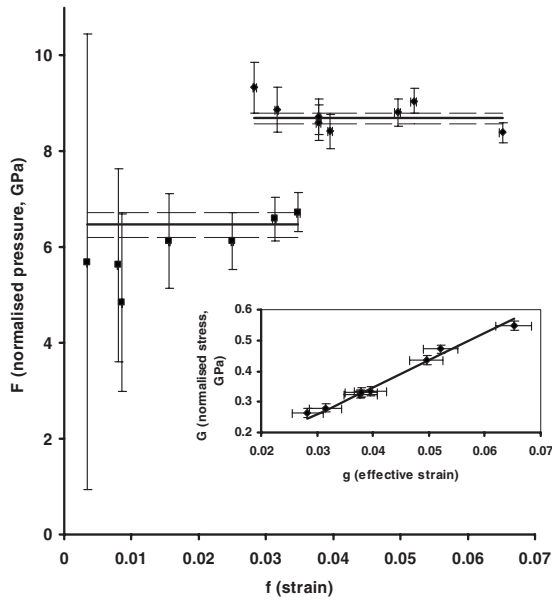 10
8
6
4
2
0
F (normalised pressure, GPa)
0 0.01 0.02 0.03 0.04 0.05 0.06 0.07
f (strain)
G (normalised stress,
GPa)
0.6
0.5
0.4
0.3
0.2
0.02 0.03 0.04 0.05 0.06 0.07
g (effective strain)